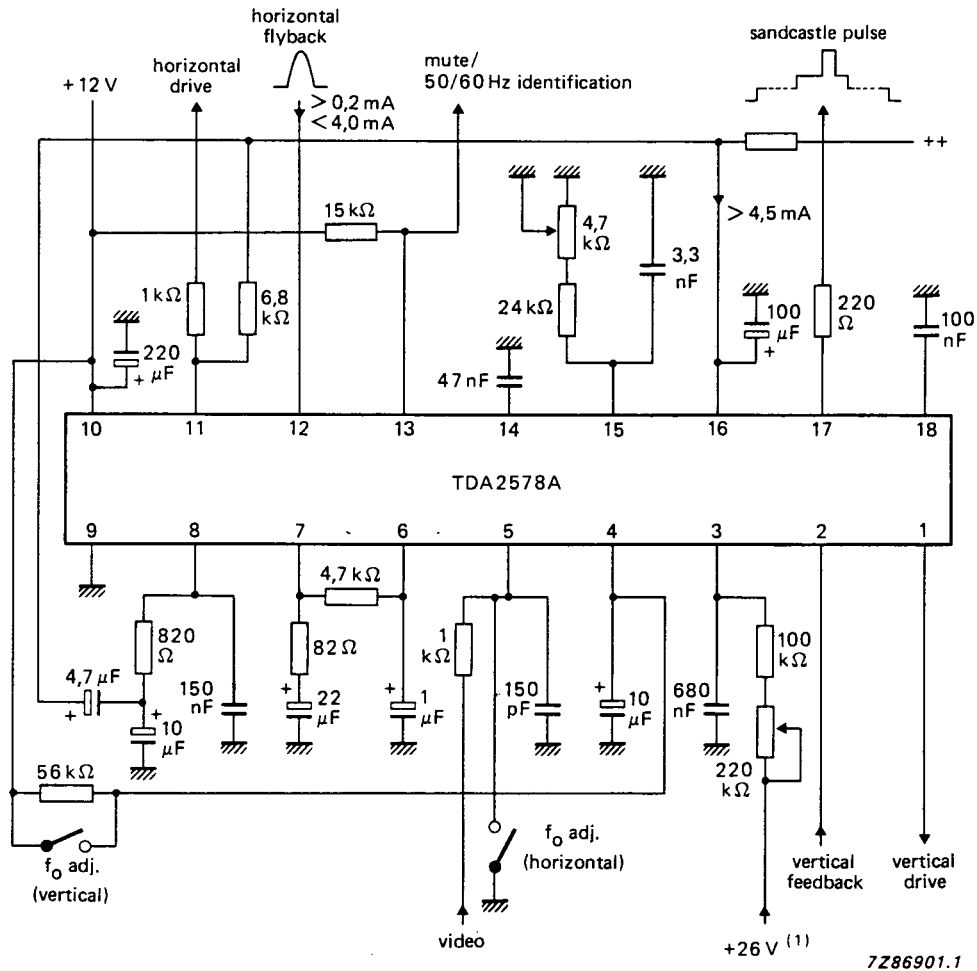 horizontal
flyback
sandcastle pulse
horizontal
drive
mute/
50/60 Hz identification
+12 V
> 0,2 mA
< 4,0 mA
++
15 kΩ
4,7
kΩ
> 4,5 mA
3,3
nF
1 kΩ
6,8
kΩ
24 kΩ
100
μF
+
220
Ω
100
nF
220
μF
+
47 nF
10
11
12
13
14
15
16
17
18
TDA2578A
9
8
7
6
5
4
3
2
1
4,7 kΩ
820
Ω
82 Ω
1
kΩ
100
kΩ
4,7 μF
+
+
10
μF
150
nF
+
22
μF
+
1
μF
150
pF
+
10
μF
680
nF
220
kΩ
56 kΩ
fo adj.
(vertical)
fo adj.
(horizontal)
vertical
feedback
vertical
drive
video
+26 V (1)
7Z86901.1